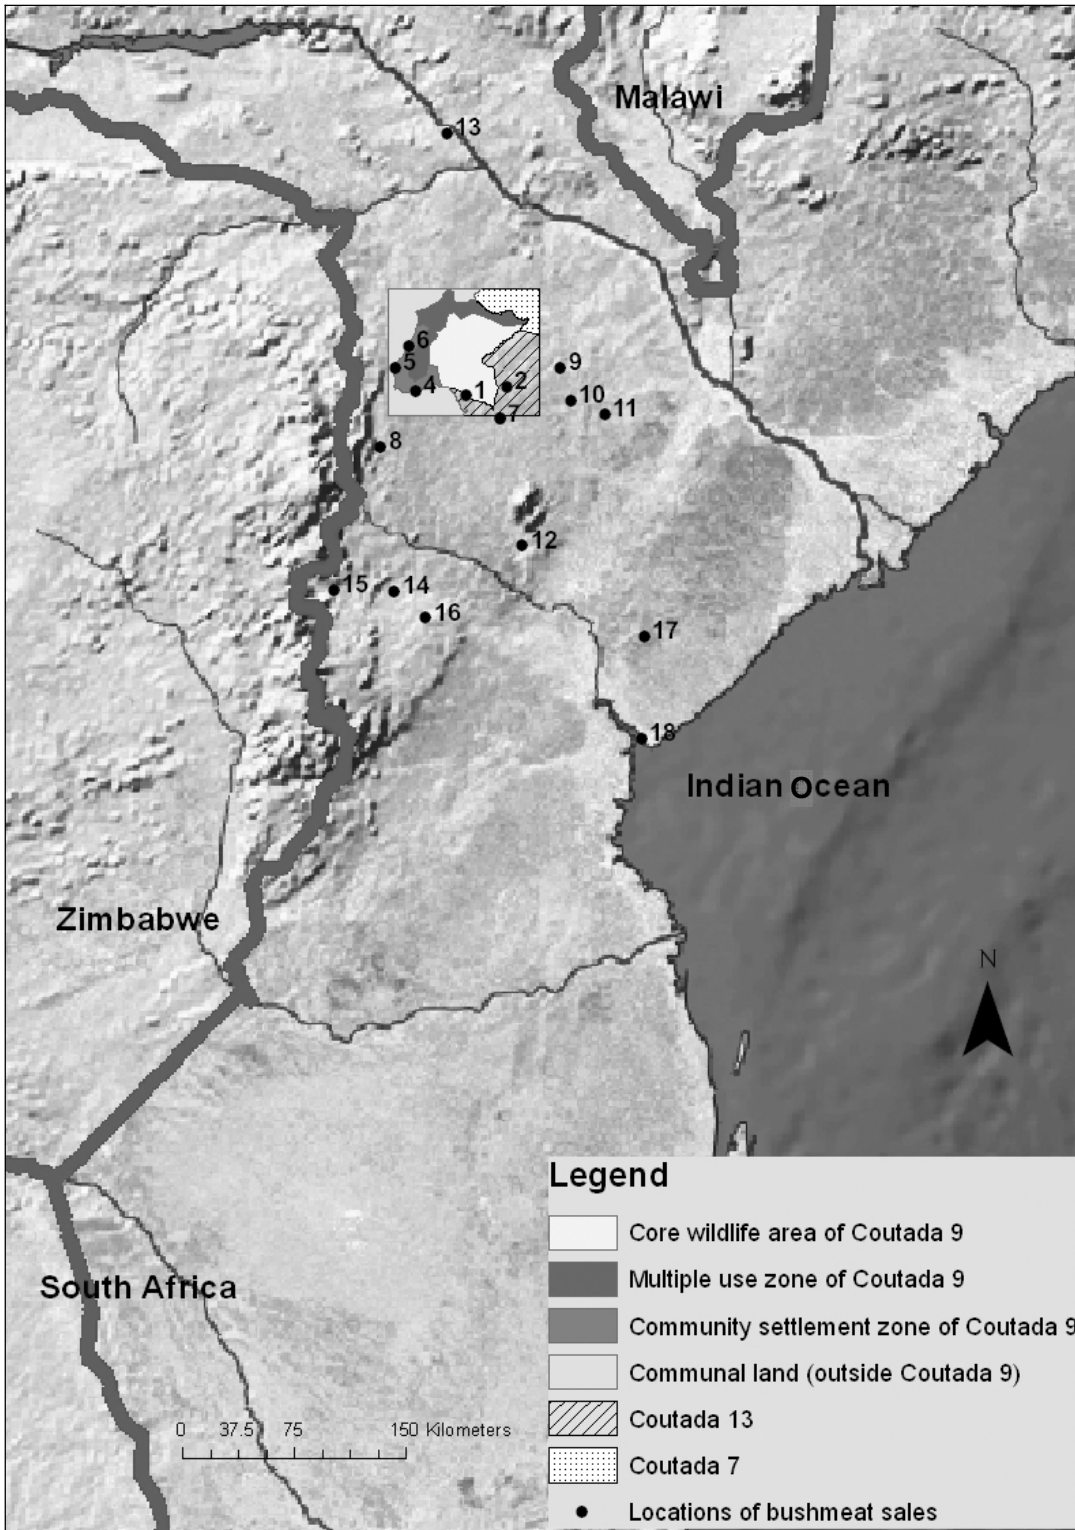 Malawi
13
6
5
9
2
4
1
10
11
7
8
12
15
14
16
17
18
Indian Ocean
Zimbabwe
N
Legend
Core wildlife area of Coutada 9
Multiple use zone of Coutada 9
South Africa
Community settlement zone of Coutada 9
Communal land (outside Coutada 9)
Coutada 13
0 37.5 75 150 Kilometers
Coutada 7
Locations of bushmeat sales